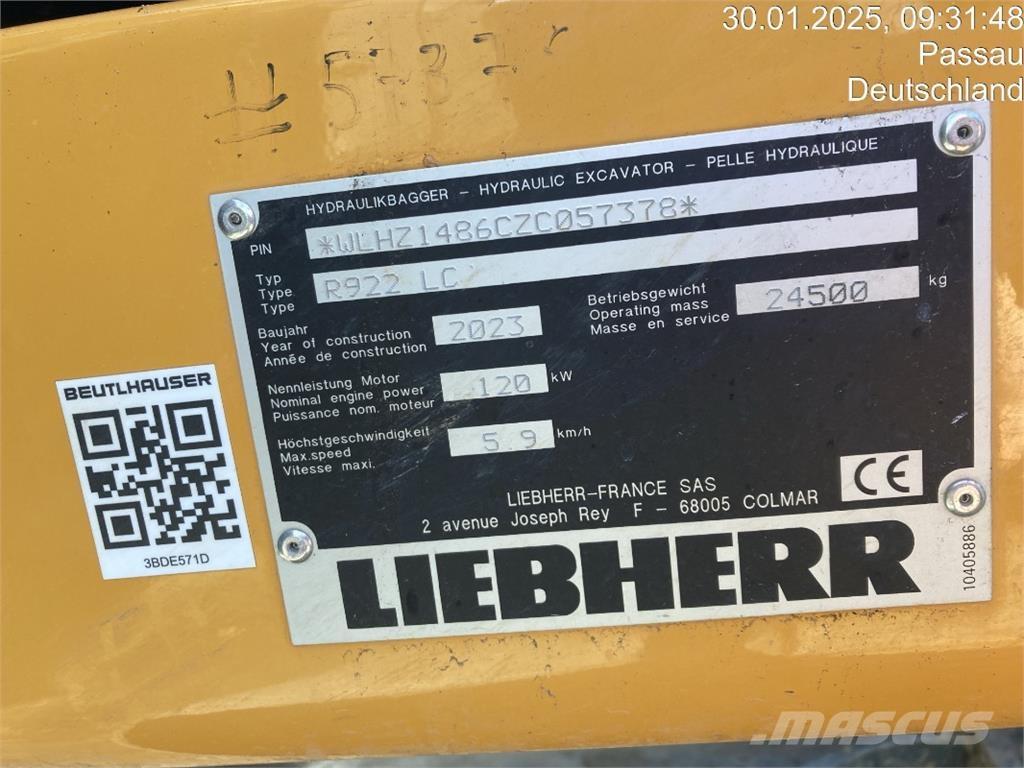 30.01.2025, 09:31:48
Passau
Deutschland
HYDRAULIKBAGGER – HYDRAULIC EXCAVATOR – PELLE HYDRAULIQUE
PIN *WLHZ1486CZC057378*
Typ
Type
Type
R922 LC
Baujahr
Year of construction
Année de construction
2023
Betriebsgewicht
Operating mass
Masse en service
24500 kg
Nennleistung Motor
Nominal engine power
Puissance nom. moteur
120 kW
Höchstgeschwindigkeit
Max.speed
Vitesse maxi.
5.9 km/h
LIEBHERR-FRANCE SAS
2 avenue Joseph Rey F - 68005 COLMAR
CE
LIEBHERR
10405886
BEUTLHAUSER
3BDE571D
mascus